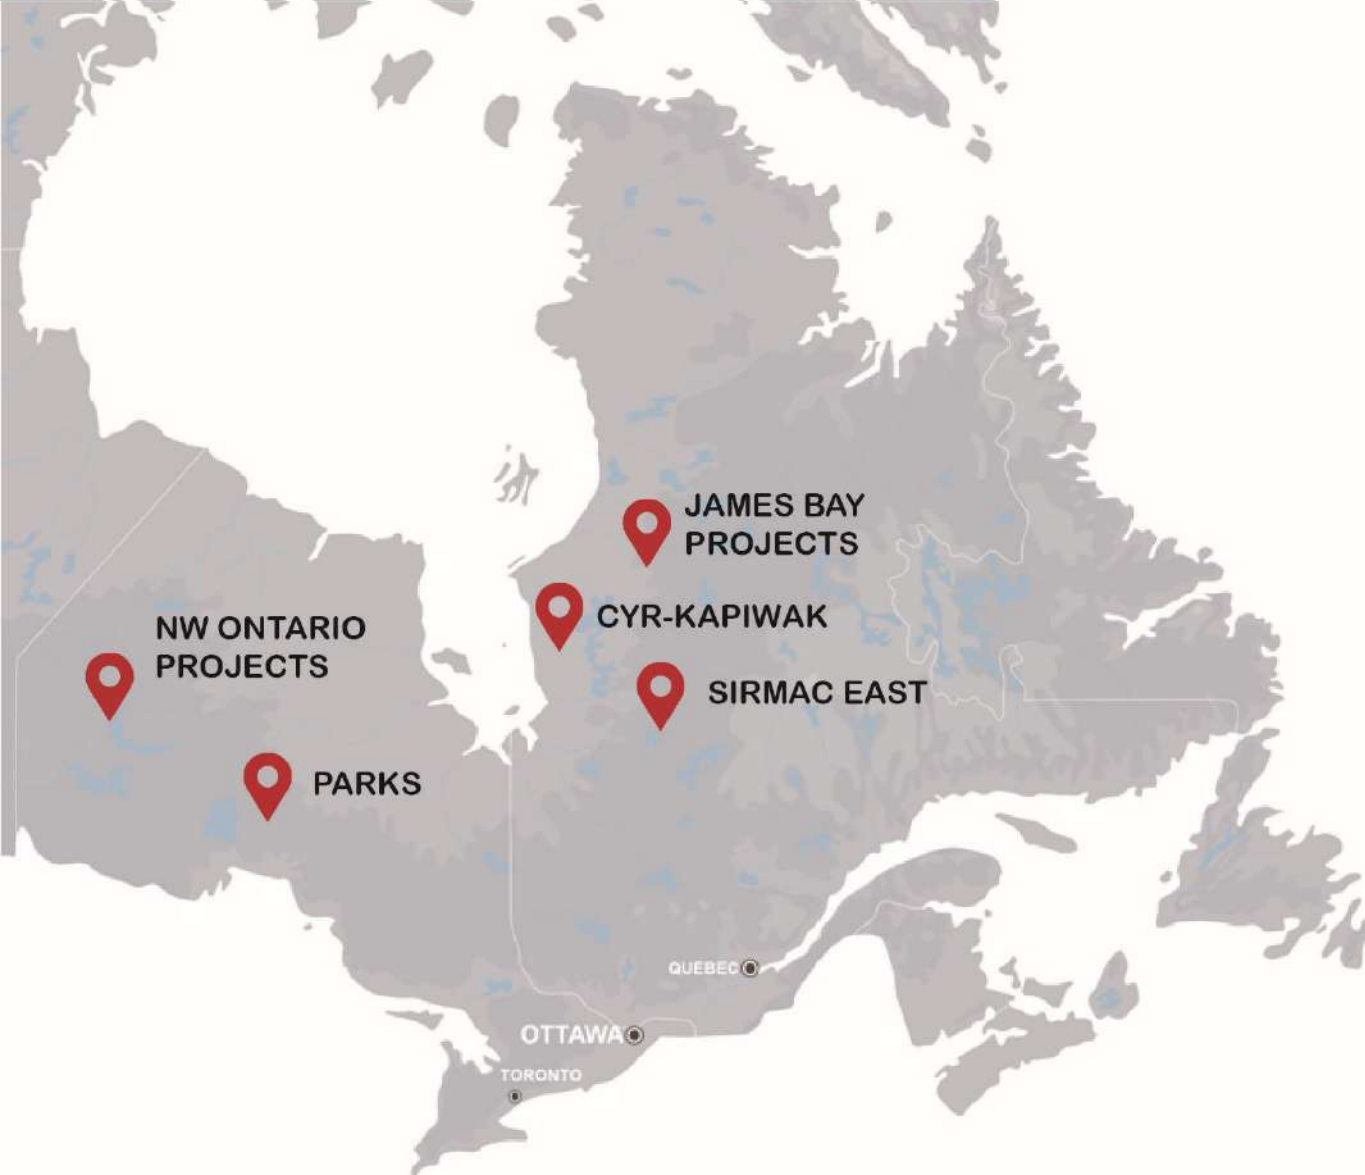 JAMES BAY
PROJECTS
CYR-KAPIWAK
NW ONTARIO
PROJECTS
SIRMAC EAST
PARKS
QUEBEC
OTTAWA
TORONTO